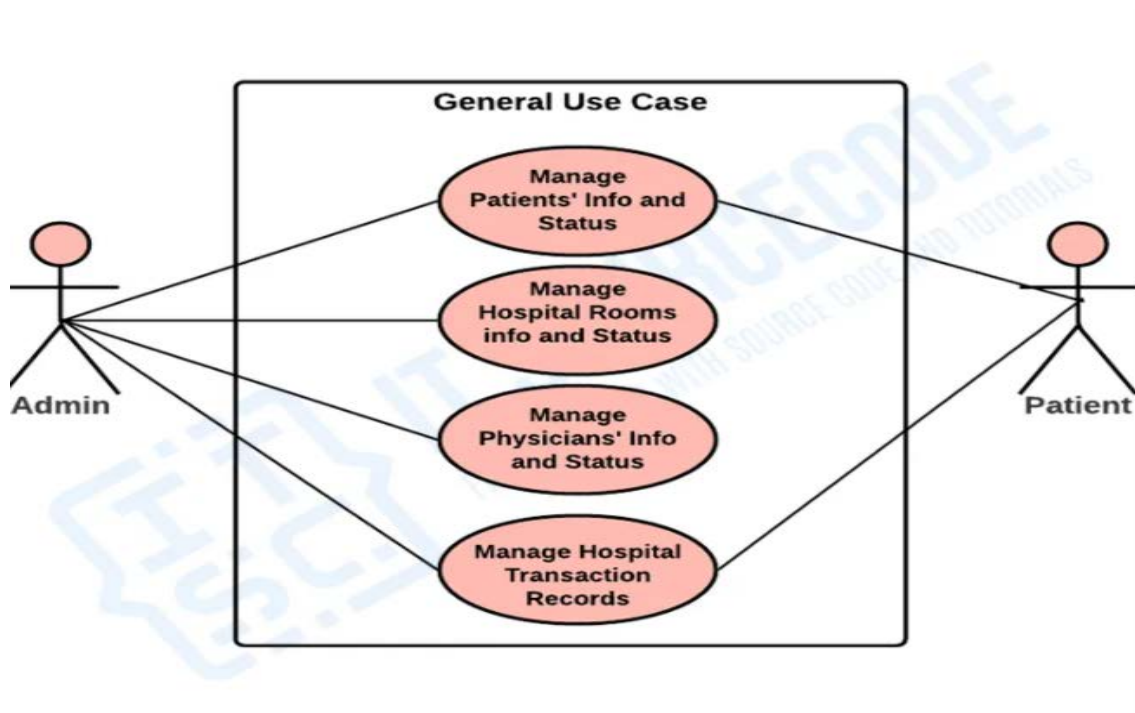 General Use Case
Manage
Patients' Info and
Status
Manage
Hospital Rooms
info and Status
Manage
Physicians' Info
and Status
Manage Hospital
Transaction
Records
Admin
Patient